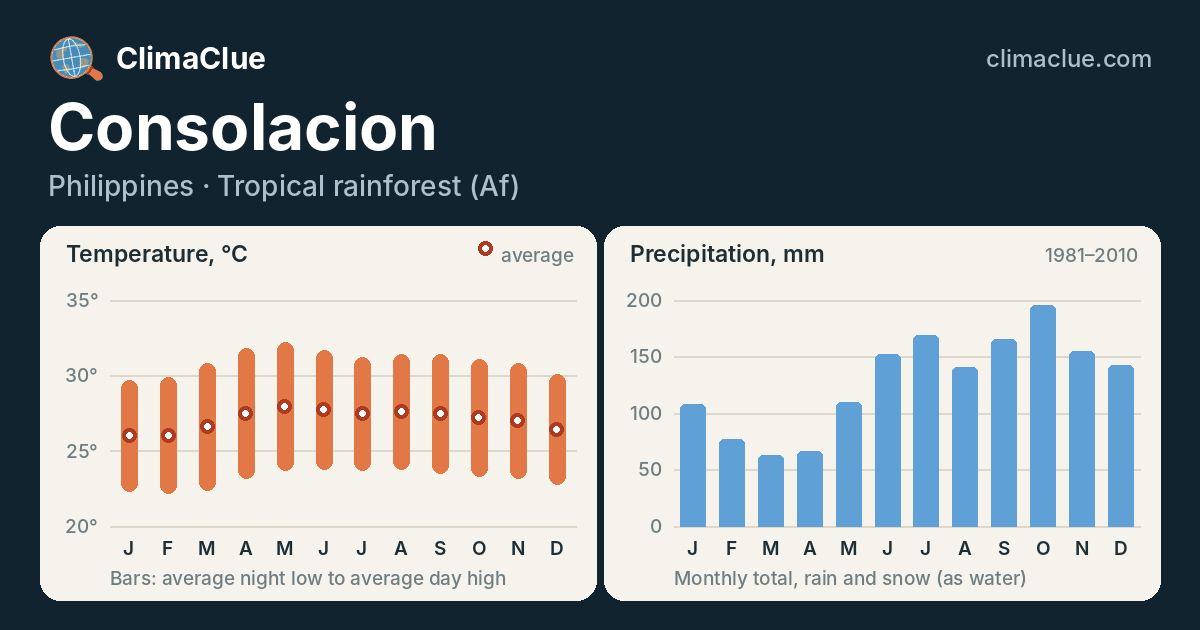 ClimaClue
climaclue.com
Consolacion
Philippines · Tropical rainforest (Af)
Temperature, °C
average
35°
30°
25°
20°
J F M A M J J A S O N D
Bars: average night low to average day high
Precipitation, mm
1981–2010
200
150
100
50
0
J F M A M J J A S O N D
Monthly total, rain and snow (as water)